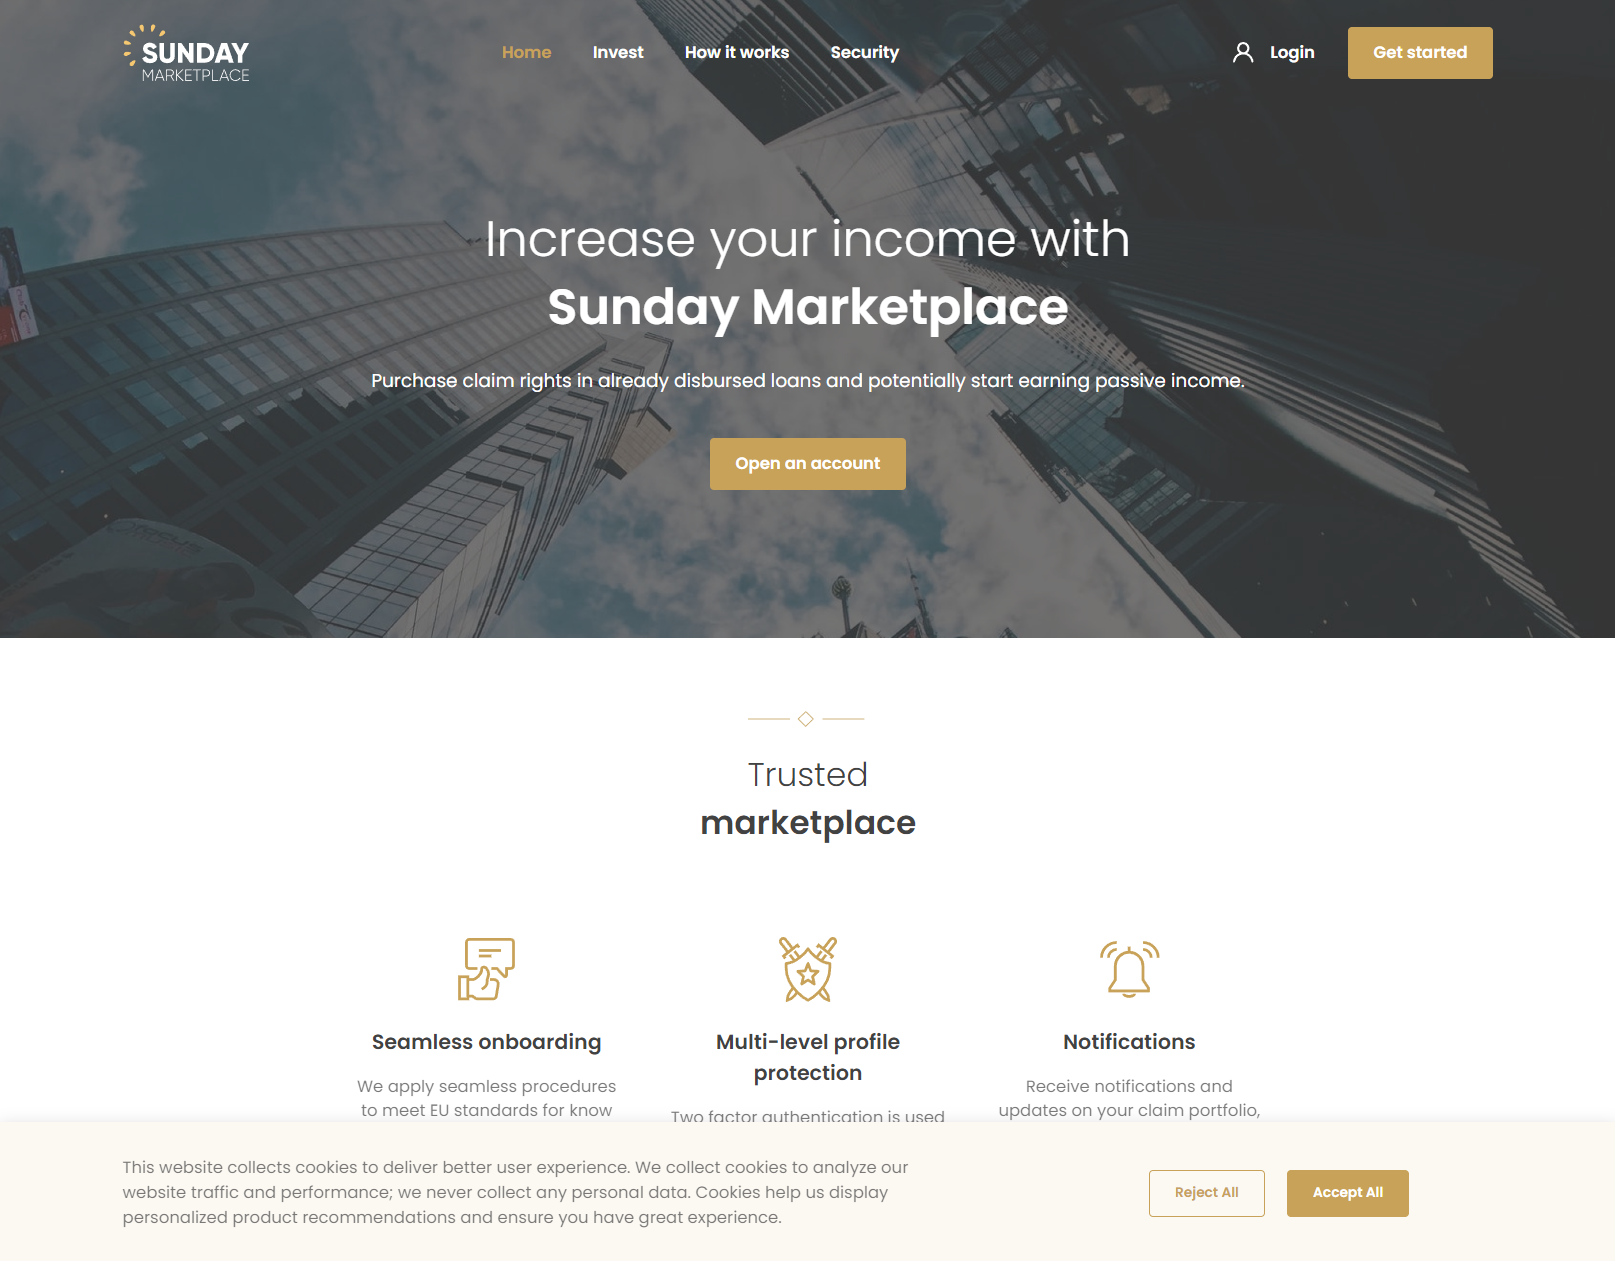 SUNDAY
MARKETPLACE
Home
Invest
How it works
Security
Login
Get started
Increase your income with
Sunday Marketplace
Purchase claim rights in already disbursed loans and potentially start earning passive income.
Open an account
Trusted
marketplace
Seamless onboarding
We apply seamless procedures
to meet EU standards for know
Multi-level profile
protection
Two factor authentication is used
Notifications
Receive notifications and
updates on your claim portfolio,
This website collects cookies to deliver better user experience. We collect cookies to analyze our
website traffic and performance; we never collect any personal data. Cookies help us display
personalized product recommendations and ensure you have great experience.
Reject All
Accept All